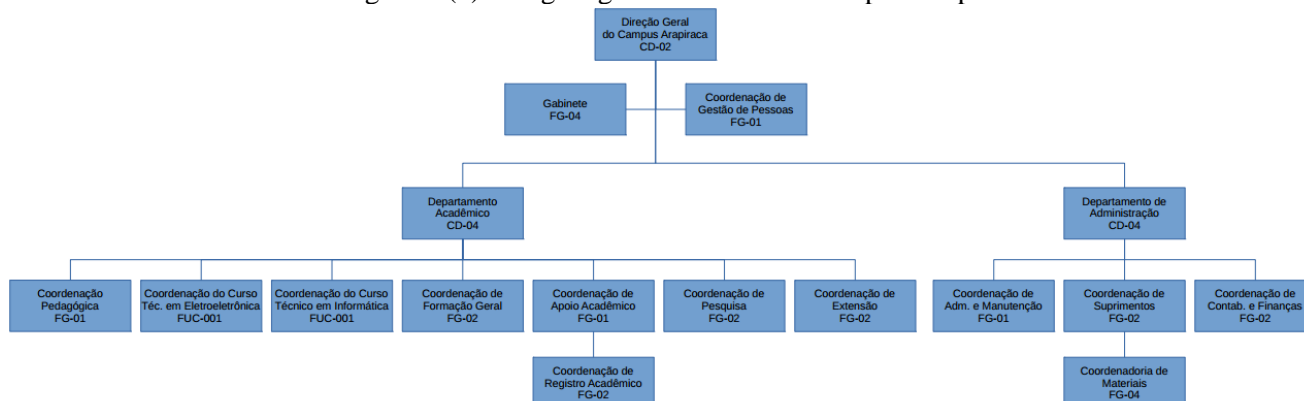 Direção Geral
do Campus Arapiraca
CD-02
Gabinete
FG-04
Coordenação de
Gestão de Pessoas
FG-01
Departamento
Acadêmico
CD-04
Departamento de
Administração
CD-04
Coordenação
Pedagógica
FG-01
Coordenação do Curso
Téc. em Eletroeletrônica
FUC-001
Coordenação do Curso
Técnico em Informática
FUC-001
Coordenação de
Formação Geral
FG-02
Coordenação de
Apoio Acadêmico
FG-01
Coordenação de
Pesquisa
FG-02
Coordenação de
Extensão
FG-02
Coordenação de
Adm. e Manutenção
FG-01
Coordenação de
Suprimentos
FG-02
Coordenação de
Contab. e Finanças
FG-02
Coordenação de
Registro Acadêmico
FG-02
Coordenadoria de
Materiais
FG-04